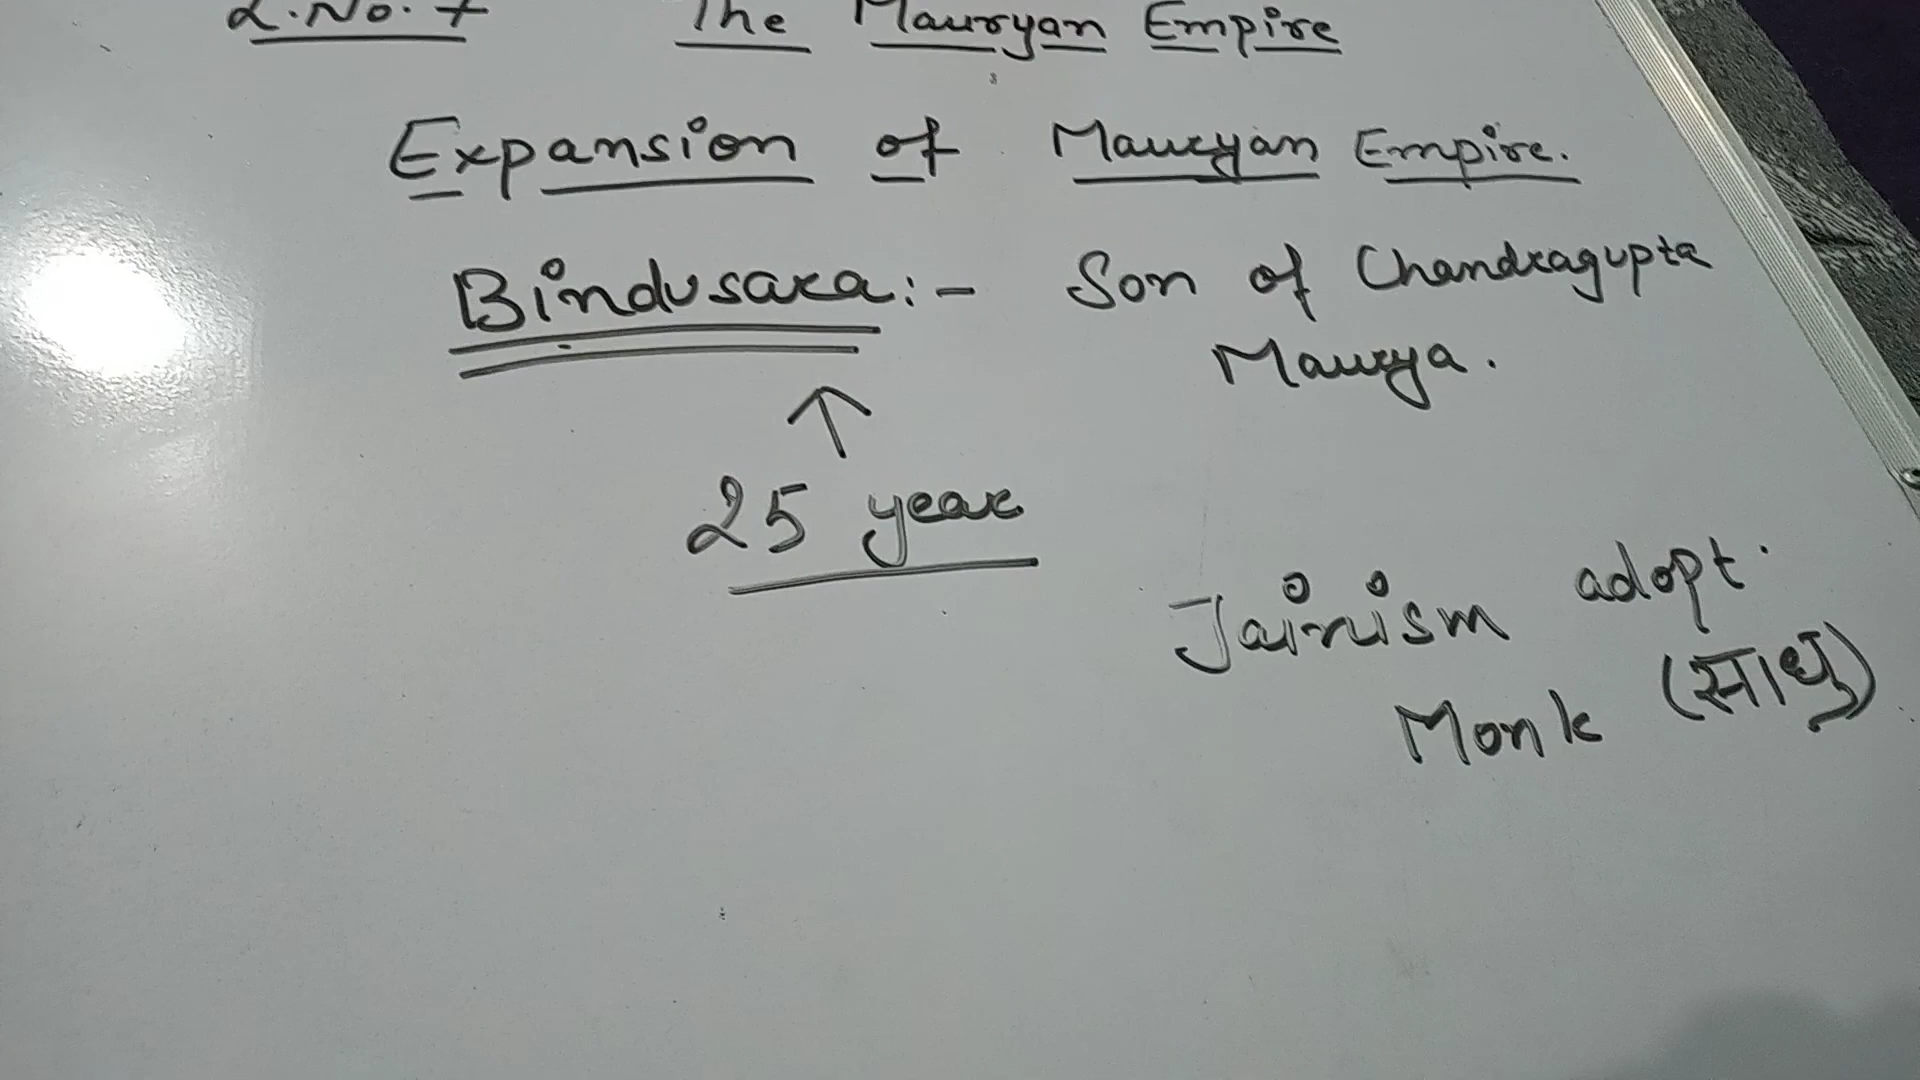 L.No. 7 The Mauryan Empire
Expansion of Mauryan Empire.
Bindusara:- Son of Chandragupta
Maurya.
25 year
Jainism adopt.
Monk (साधु)